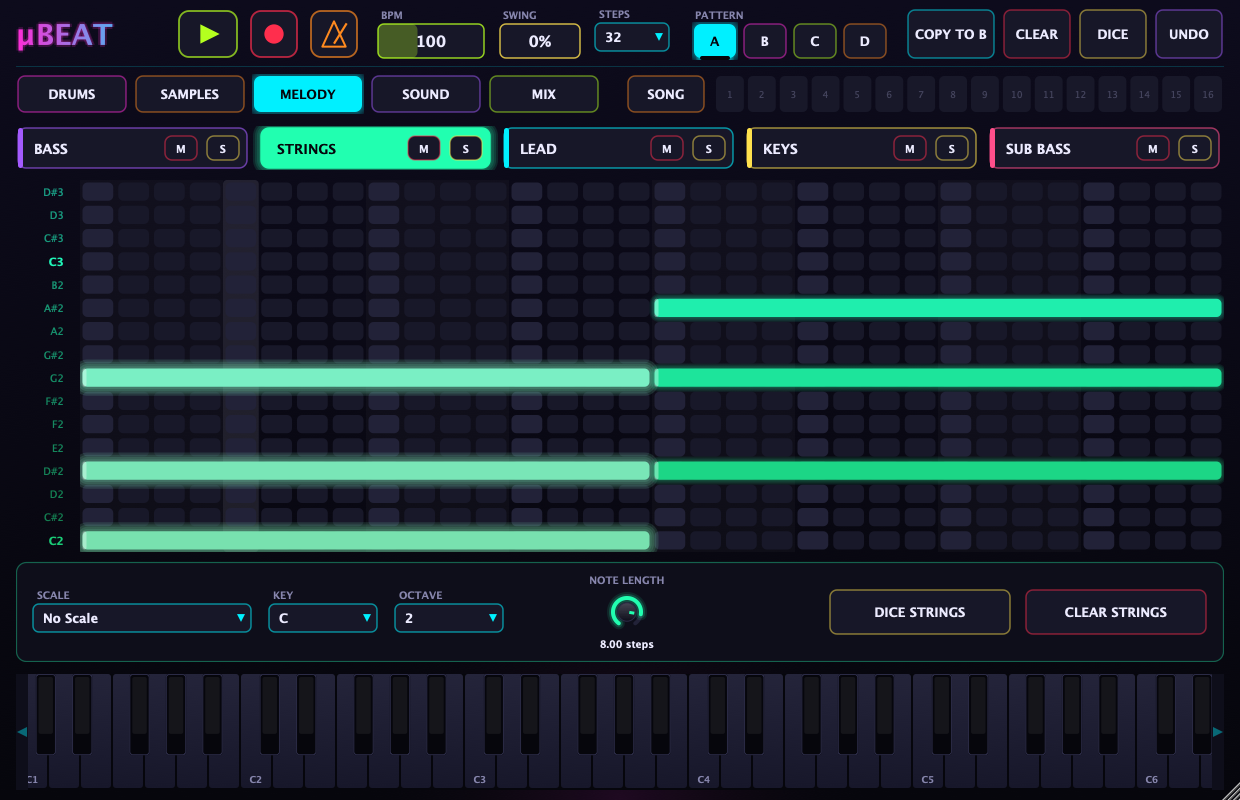 µBEAT
BPM
100
SWING
0%
STEPS
32
PATTERN
A B C D
COPY TO B CLEAR DICE UNDO
DRUMS SAMPLES MELODY SOUND MIX SONG 1 2 3 4 5 6 7 8 9 10 11 12 13 14 15 16
BASS M S STRINGS M S LEAD M S KEYS M S SUB BASS M S
D#3
D3
C#3
C3
B2
A#2
A2
G#2
G2
F#2
F2
E2
D#2
D2
C#2
C2
SCALE
No Scale
KEY
C
OCTAVE
2
NOTE LENGTH
8.00 steps
DICE STRINGS CLEAR STRINGS
C1 C2 C3 C4 C5 C6